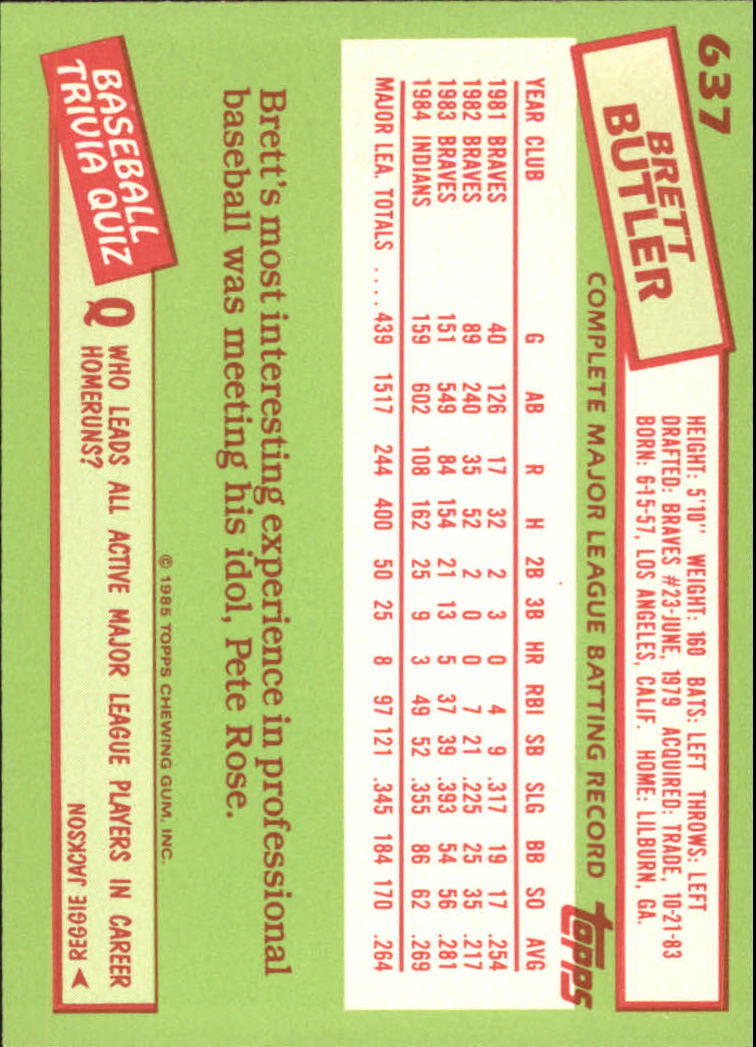 637
BRETT
BUTLER
HEIGHT: 5'10" WEIGHT: 160 BATS: LEFT THROWS: LEFT
DRAFTED: BRAVES #23-JUNE, 1979 ACQUIRED: TRADE, 10-21-83
BORN: 6-15-57, LOS ANGELES, CALIF. HOME: LILBURN, GA.
COMPLETE MAJOR LEAGUE BATTING RECORD
topps
YEAR CLUB G AB R H 2B 3B HR RBI SB SLG BB SO AVG
1981 BRAVES 40 126 17 32 2 3 0 4 9 .317 19 17 .254
1982 BRAVES 89 240 35 52 2 0 0 7 21 .225 25 35 .217
1983 BRAVES 151 549 84 154 21 13 5 37 39 .393 54 56 .281
1984 INDIANS 159 602 108 162 25 9 3 49 52 .355 86 62 .269
MAJOR LEA. TOTALS .... 439 1517 244 400 50 25 8 97 121 .345 184 170 .264
Brett's most interesting experience in professional
baseball was meeting his idol, Pete Rose.
© 1985 TOPPS CHEWING GUM, INC.
BASEBALL
TRIVIA QUIZ
Q WHO LEADS ALL ACTIVE MAJOR LEAGUE PLAYERS IN CAREER
HOMERUNS?
REGGIE JACKSON